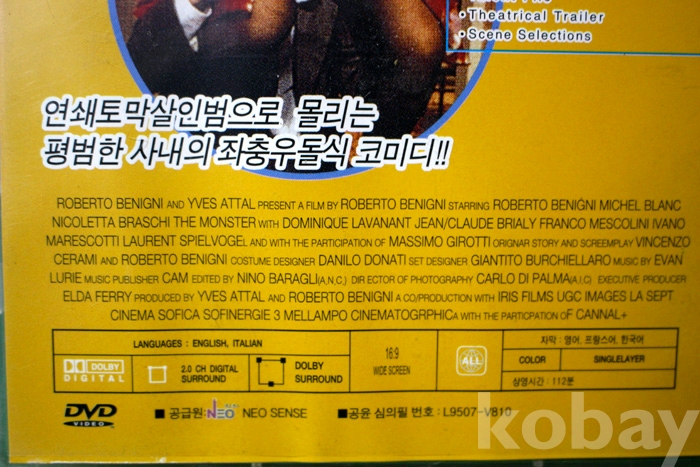 •Theatrical Trailer
•Scene Selections
연쇄토막살인범으로 몰리는
평범한 사내의 좌충우돌식 코미디!!
ROBERTO BENIGNI AND YVES ATTAL PRESENT A FILM BY ROBERTO BENIGNI STARRING ROBERTO BENIGNI MICHEL BLANC
NICOLETTA BRASCHI THE MONSTER WITH DOMINIQUE LAVANANT JEAN/CLAUDE BRIALY FRANCO MESCOLINI IVANO
MARESCOTTI LAURENT SPIELVOGEL AND WITH THE PARTICIPATION OF MASSIMO GIROTTI ORIGNAR STORY AND SCREEMPLAY VINCENZO
CERAMI AND ROBERTO BENIGNI COSTUME DESIGNER DANILO DONATI SET DESIGNER GIANTITO BURCHIELLARO MUSIC BY EVAN
LURIE MUSIC PUBLISHER CAM EDITED BY NINO BARAGLI(A,N,C,) DIR ECTOR OF PHOTOGRAPHY CARLO DI PALMA(A,I,C) EXECUTIVE PRODUCER
ELDA FERRY PRODUCED BY YVES ATTAL AND ROBERTO BENIGNI A CO/PRODUCTION WITH IRIS FILMS UGC IMAGES LA SEPT
CINEMA SOFICA SOFINERGIE 3 MELLAMPO CINEMATOGRPHICA WITH THE PARTICIPATION OF CANNAL+
LANGUAGES : ENGLISH, ITALIAN
DOLBY DIGITAL
2.0 CH DIGITAL SURROUND
DOLBY SURROUND
16:9
WIDE SCREEN
ALL
자막 : 영어, 프랑스어, 한국어
COLOR SINGLELAYER
상영시간 : 112분
DVD VIDEO
■ 공급원: NEO NEO SENSE ■공윤 심의필 번호 : L9507-V810
kobay